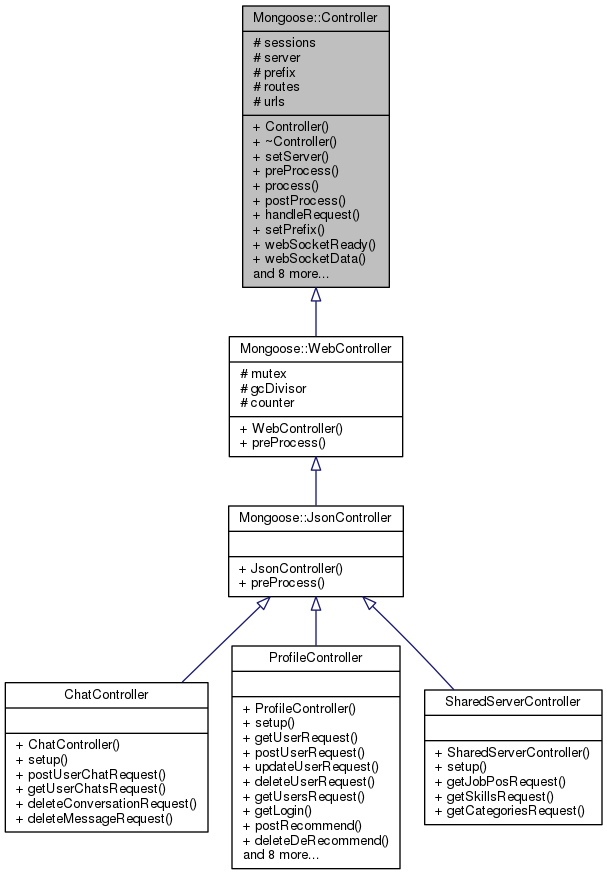 Mongoose::Controller
# sessions
# server
# prefix
# routes
# urls
+ Controller()
+ ~Controller()
+ setServer()
+ preProcess()
+ process()
+ postProcess()
+ handleRequest()
+ setPrefix()
+ webSocketReady()
+ webSocketData()
and 8 more...
Mongoose::WebController
# mutex
# gcDivisor
# counter
+ WebController()
+ preProcess()
Mongoose::JsonController
+ JsonController()
+ preProcess()
ChatController
+ ChatController()
+ setup()
+ postUserChatRequest()
+ getUserChatsRequest()
+ deleteConversationRequest()
+ deleteMessageRequest()
ProfileController
+ ProfileController()
+ setup()
+ getUserRequest()
+ postUserRequest()
+ updateUserRequest()
+ deleteUserRequest()
+ getUsersRequest()
+ getLogin()
+ postRecommend()
+ deleteDeRecommend()
and 8 more...
SharedServerController
+ SharedServerController()
+ setup()
+ getJobPosRequest()
+ getSkillsRequest()
+ getCategoriesRequest()